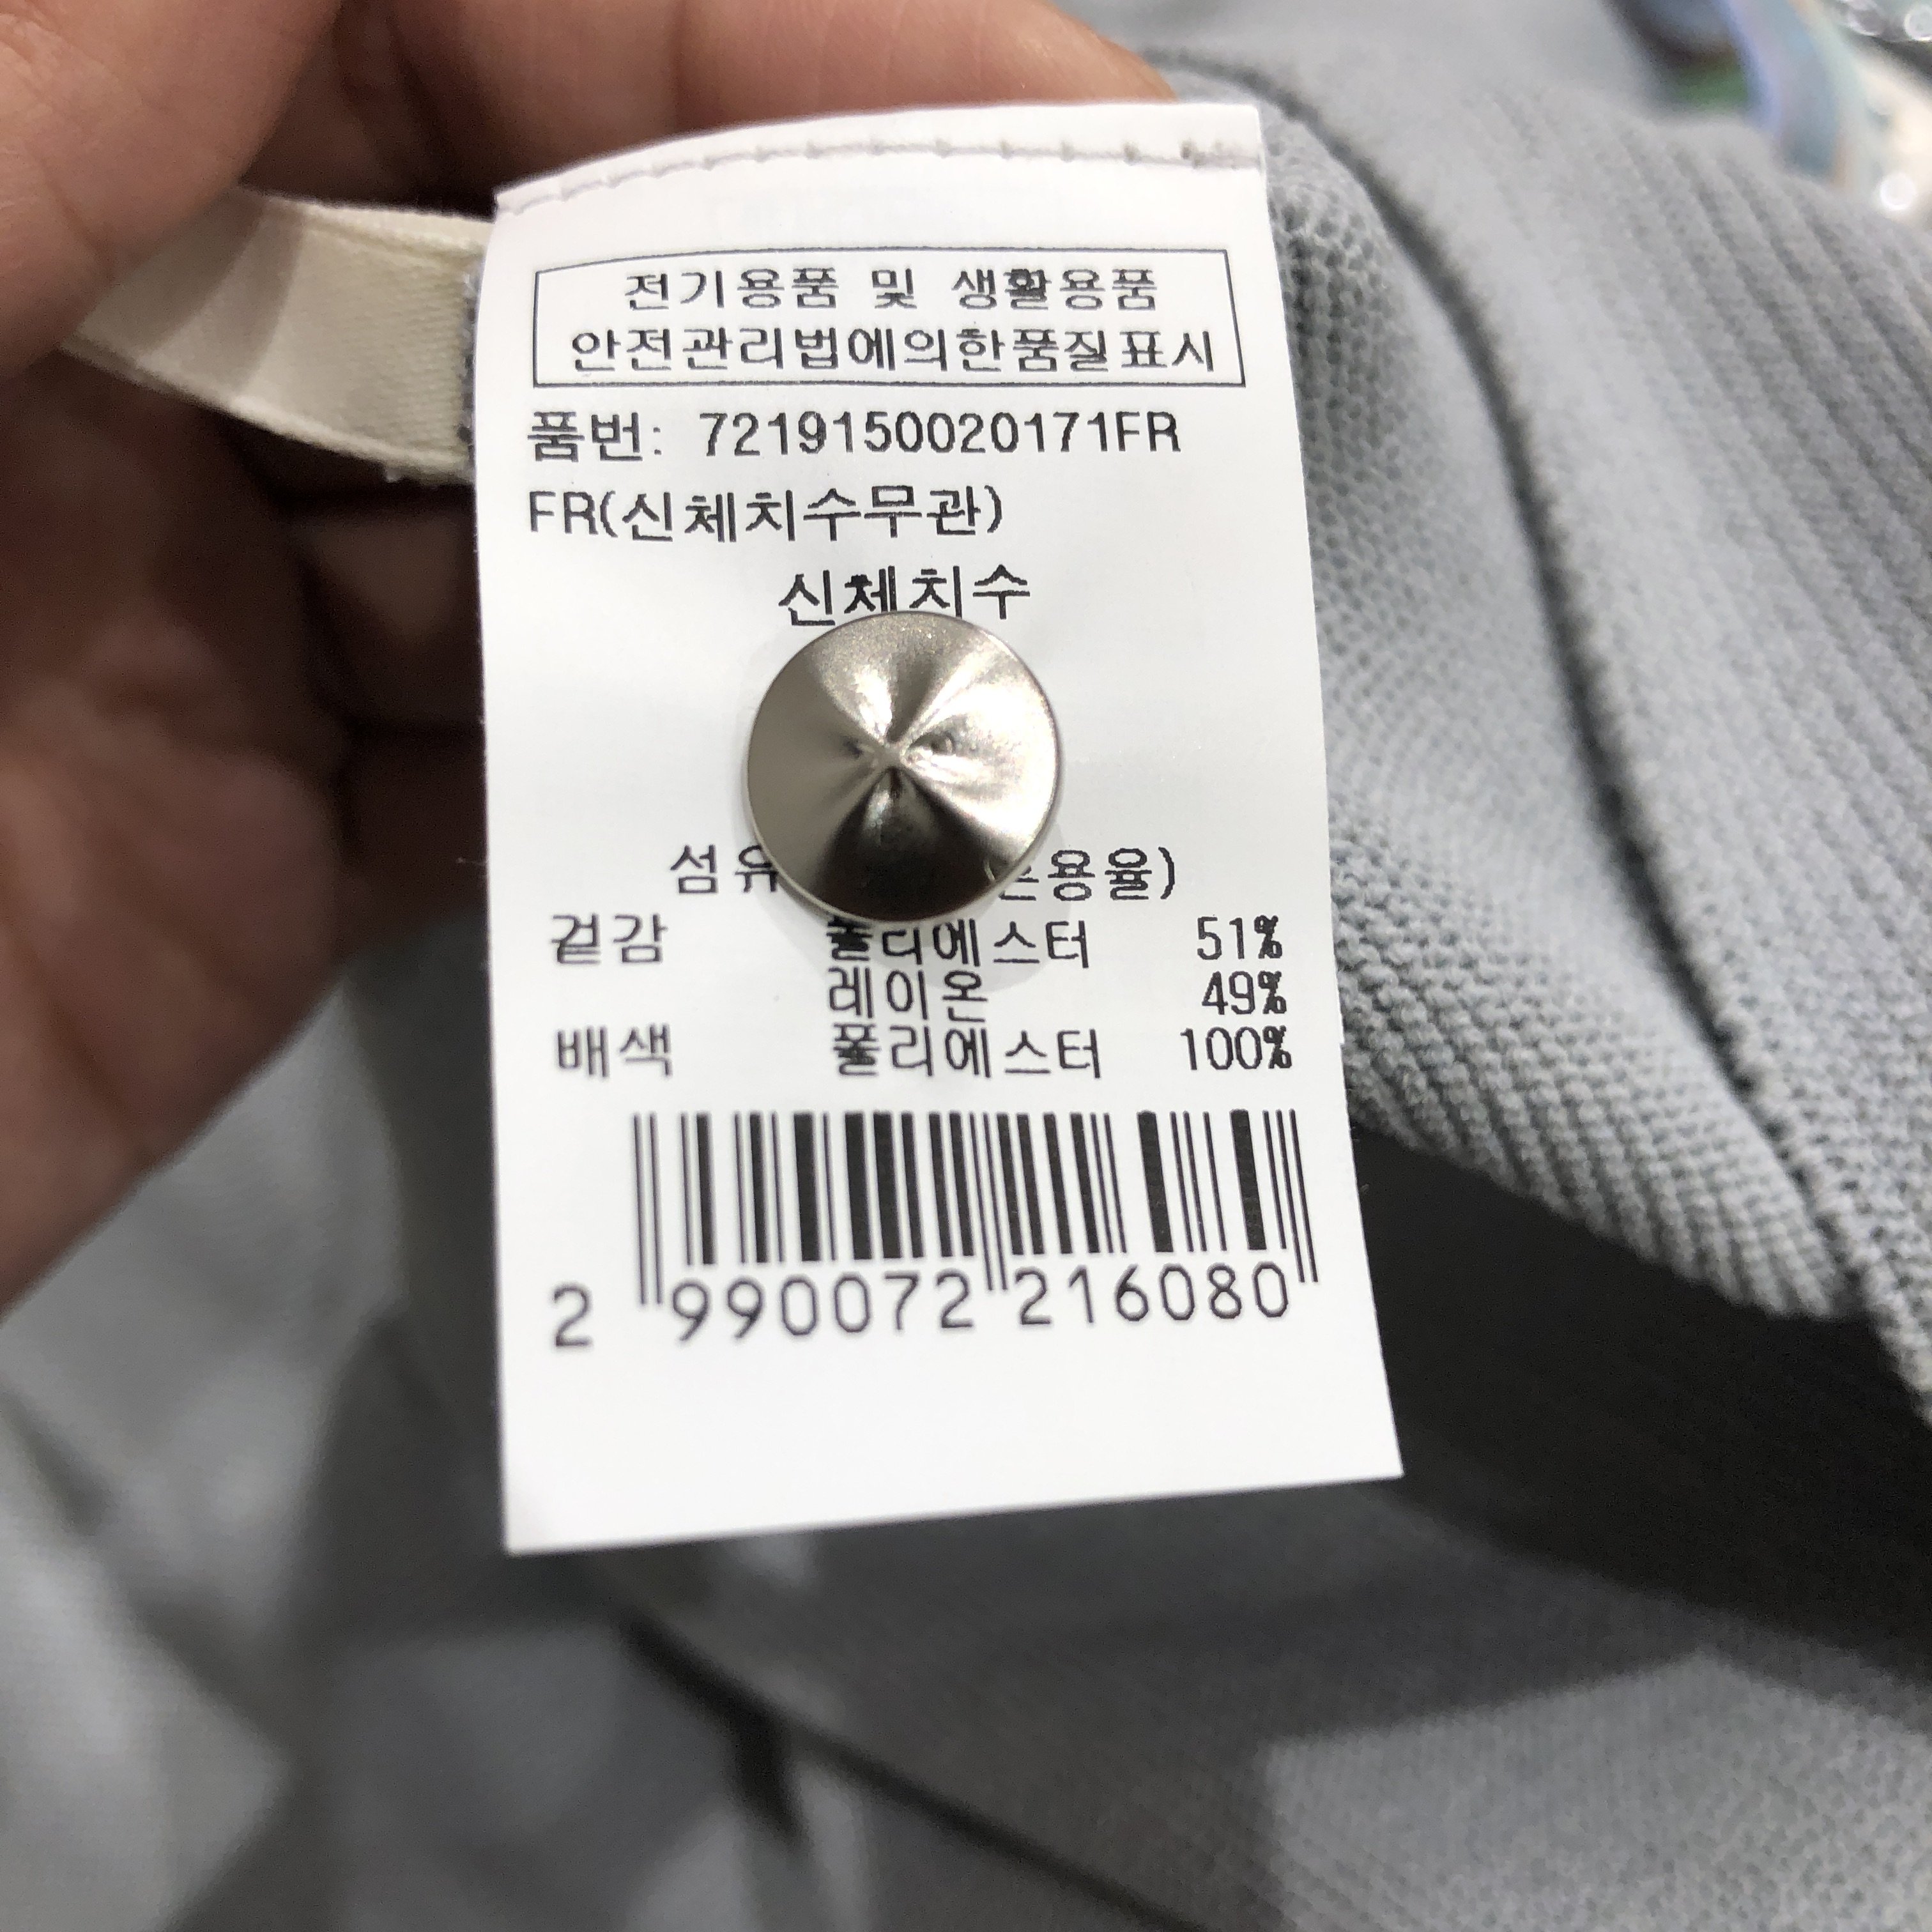 전기용품 및 생활용품
안전관리법에의한품질표시
품번: 7219150020171FR
FR(신체치수무관)
신체치수
용율)
겉감 폴리에스터 51%
레이온 49%
배색 폴리에스터 100%
2 990072 216080